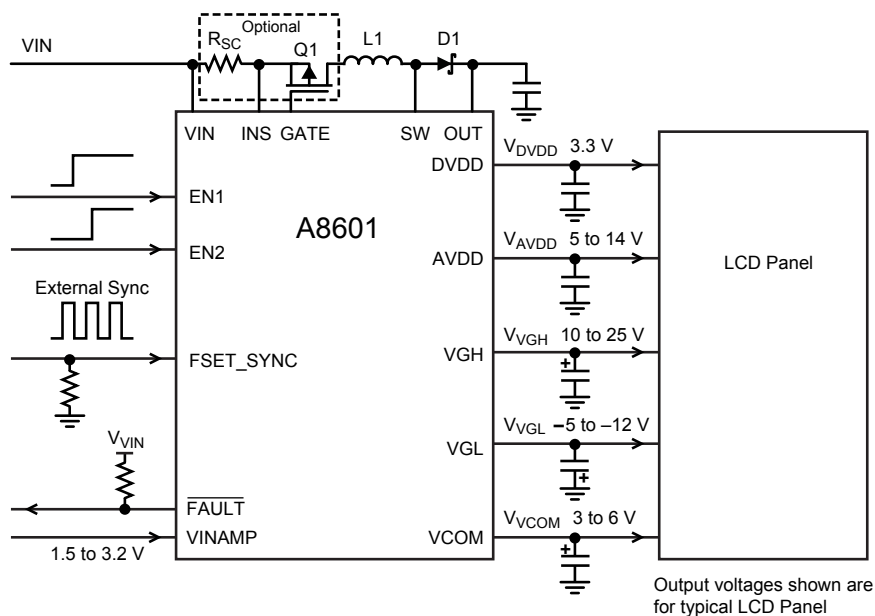 Optional
VIN
RSC
Q1
L1
D1
VIN INS GATE SW OUT
DVDD
VDVDD 3.3 V
EN1
A8601
EN2
AVDD
VAVDD 5 to 14 V
LCD Panel
External Sync
FSET_SYNC
VGH
VVGH 10 to 25 V
VVIN
VGL
VVGL –5 to –12 V
FAULT
VINAMP
1.5 to 3.2 V
VCOM
VVCOM 3 to 6 V
+
+
+
Output voltages shown are
for typical LCD Panel